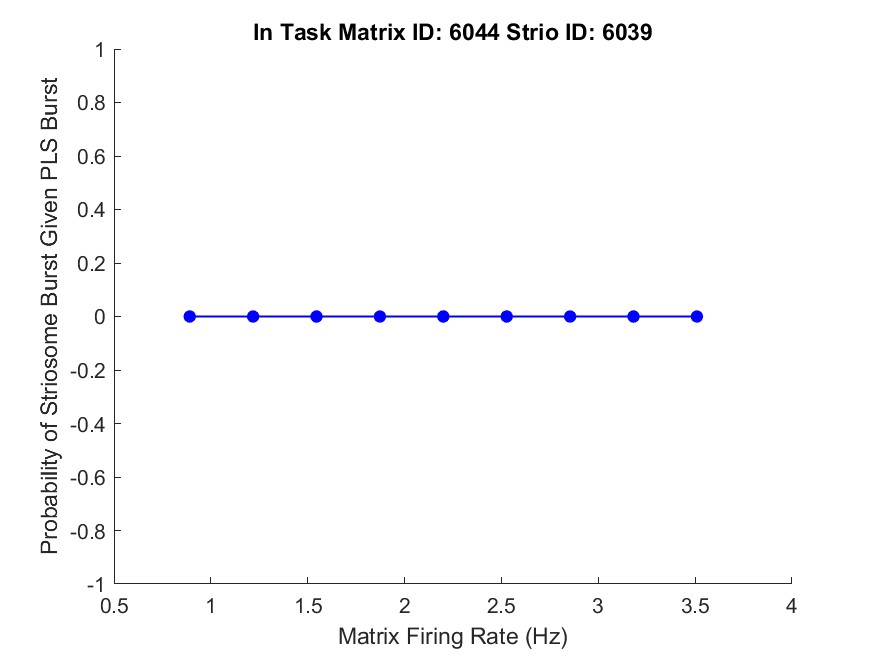 In Task Matrix ID: 6044 Strio ID: 6039
Probability of Striosome Burst Given PLS Burst
1
0.8
0.6
0.4
0.2
0
-0.2
-0.4
-0.6
-0.8
-1
0.5 1 1.5 2 2.5 3 3.5 4
Matrix Firing Rate (Hz)